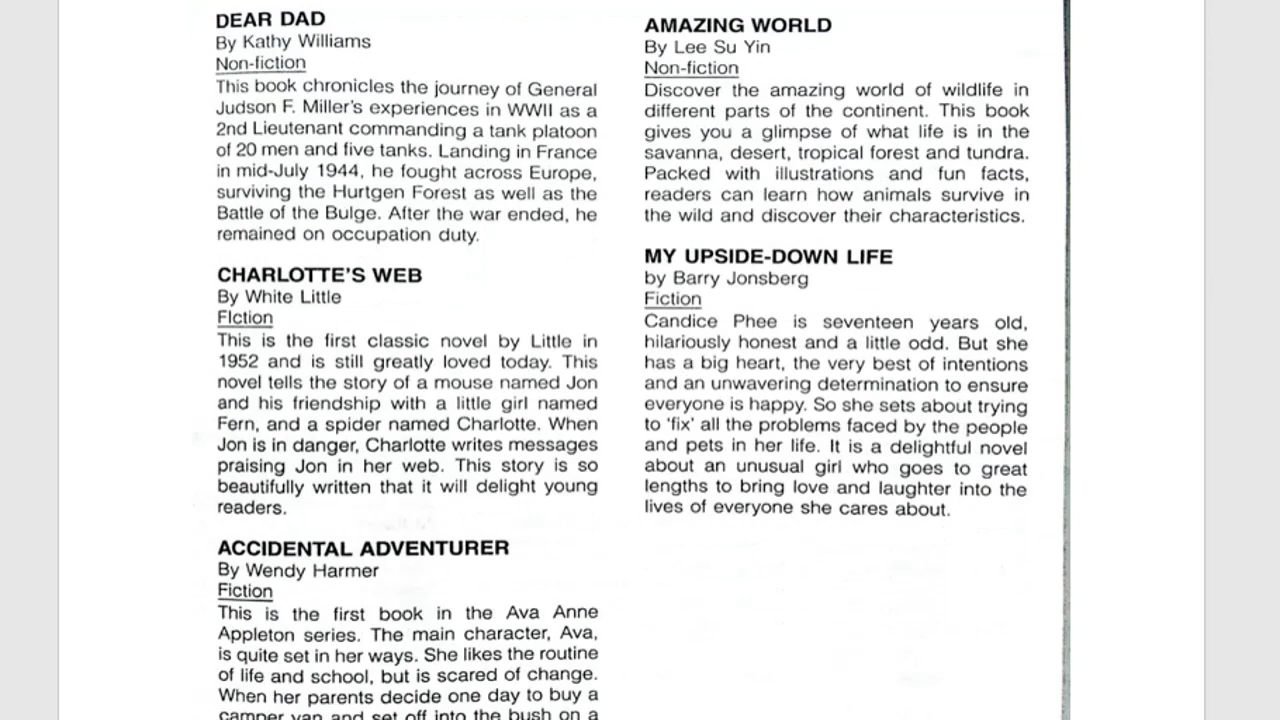 DEAR DAD
By Kathy Williams
Non-fiction
This book chronicles the journey of General
Judson F. Miller's experiences in WWII as a
2nd Lieutenant commanding a tank platoon
of 20 men and five tanks. Landing in France
in mid-July 1944, he fought across Europe,
surviving the Hurtgen Forest as well as the
Battle of the Bulge. After the war ended, he
remained on occupation duty.
CHARLOTTE'S WEB
By White Little
FIction
This is the first classic novel by Little in
1952 and is still greatly loved today. This
novel tells the story of a mouse named Jon
and his friendship with a little girl named
Fern, and a spider named Charlotte. When
Jon is in danger, Charlotte writes messages
praising Jon in her web. This story is so
beautifully written that it will delight young
readers.
ACCIDENTAL ADVENTURER
By Wendy Harmer
Fiction
This is the first book in the Ava Anne
Appleton series. The main character, Ava,
is quite set in her ways. She likes the routine
of life and school, but is scared of change.
When her parents decide one day to buy a
camper van and set off into the bush on a
AMAZING WORLD
By Lee Su Yin
Non-fiction
Discover the amazing world of wildlife in
different parts of the continent. This book
gives you a glimpse of what life is in the
savanna, desert, tropical forest and tundra.
Packed with illustrations and fun facts,
readers can learn how animals survive in
the wild and discover their characteristics.
MY UPSIDE-DOWN LIFE
by Barry Jonsberg
Fiction
Candice Phee is seventeen years old,
hilariously honest and a little odd. But she
has a big heart, the very best of intentions
and an unwavering determination to ensure
everyone is happy. So she sets about trying
to 'fix' all the problems faced by the people
and pets in her life. It is a delightful novel
about an unusual girl who goes to great
lengths to bring love and laughter into the
lives of everyone she cares about.